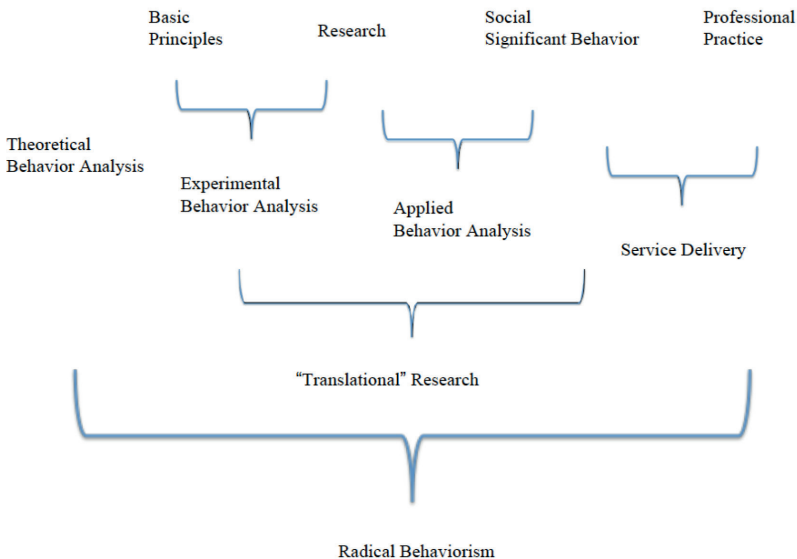 Basic
Principles
Research
Social
Significant Behavior
Professional
Practice
Theoretical
Behavior Analysis
Experimental
Behavior Analysis
Applied
Behavior Analysis
Service Delivery
“Translational” Research
Radical Behaviorism